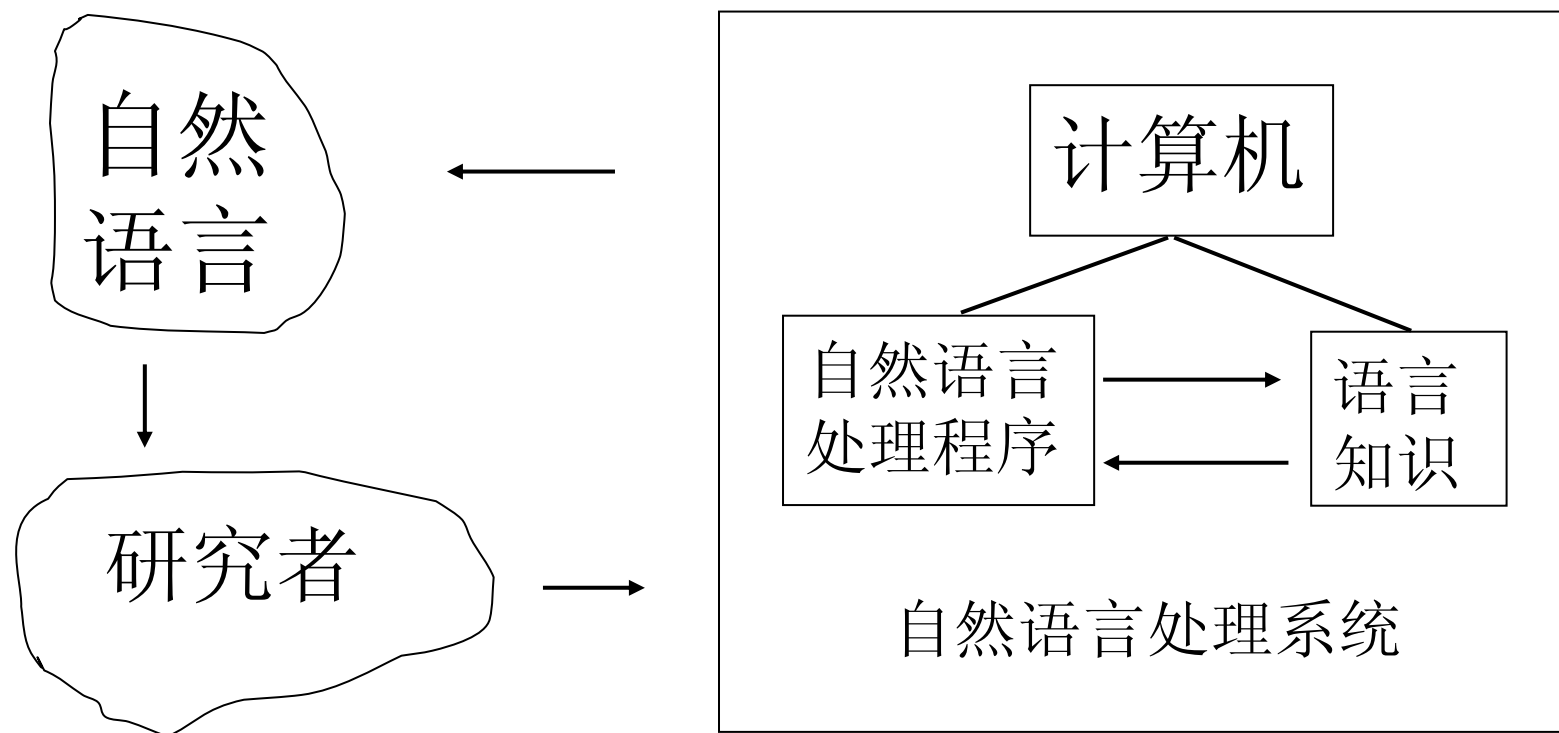 自然
语言
研究者
计算机
自然语言
处理程序
语言
知识
自然语言处理系统